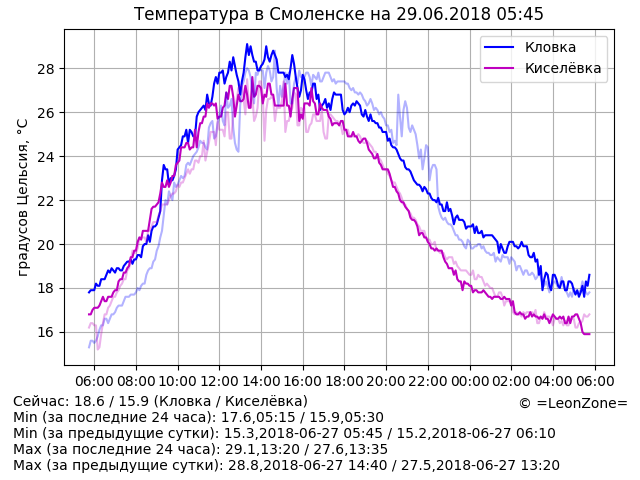 Температура в Смоленске на 29.06.2018 05:45
градусов Цельсия, °C
28
26
24
22
20
18
16
Кловка
Киселёвка
06:00 08:00 10:00 12:00 14:00 16:00 18:00 20:00 22:00 00:00 02:00 04:00 06:00
Сейчас: 18.6 / 15.9 (Кловка / Киселёвка)
© =LeonZone=
Min (за последние 24 часа): 17.6,05:15 / 15.9,05:30
Min (за предыдущие сутки): 15.3,2018-06-27 05:45 / 15.2,2018-06-27 06:10
Max (за последние 24 часа): 29.1,13:20 / 27.6,13:35
Max (за предыдущие сутки): 28.8,2018-06-27 14:40 / 27.5,2018-06-27 13:20